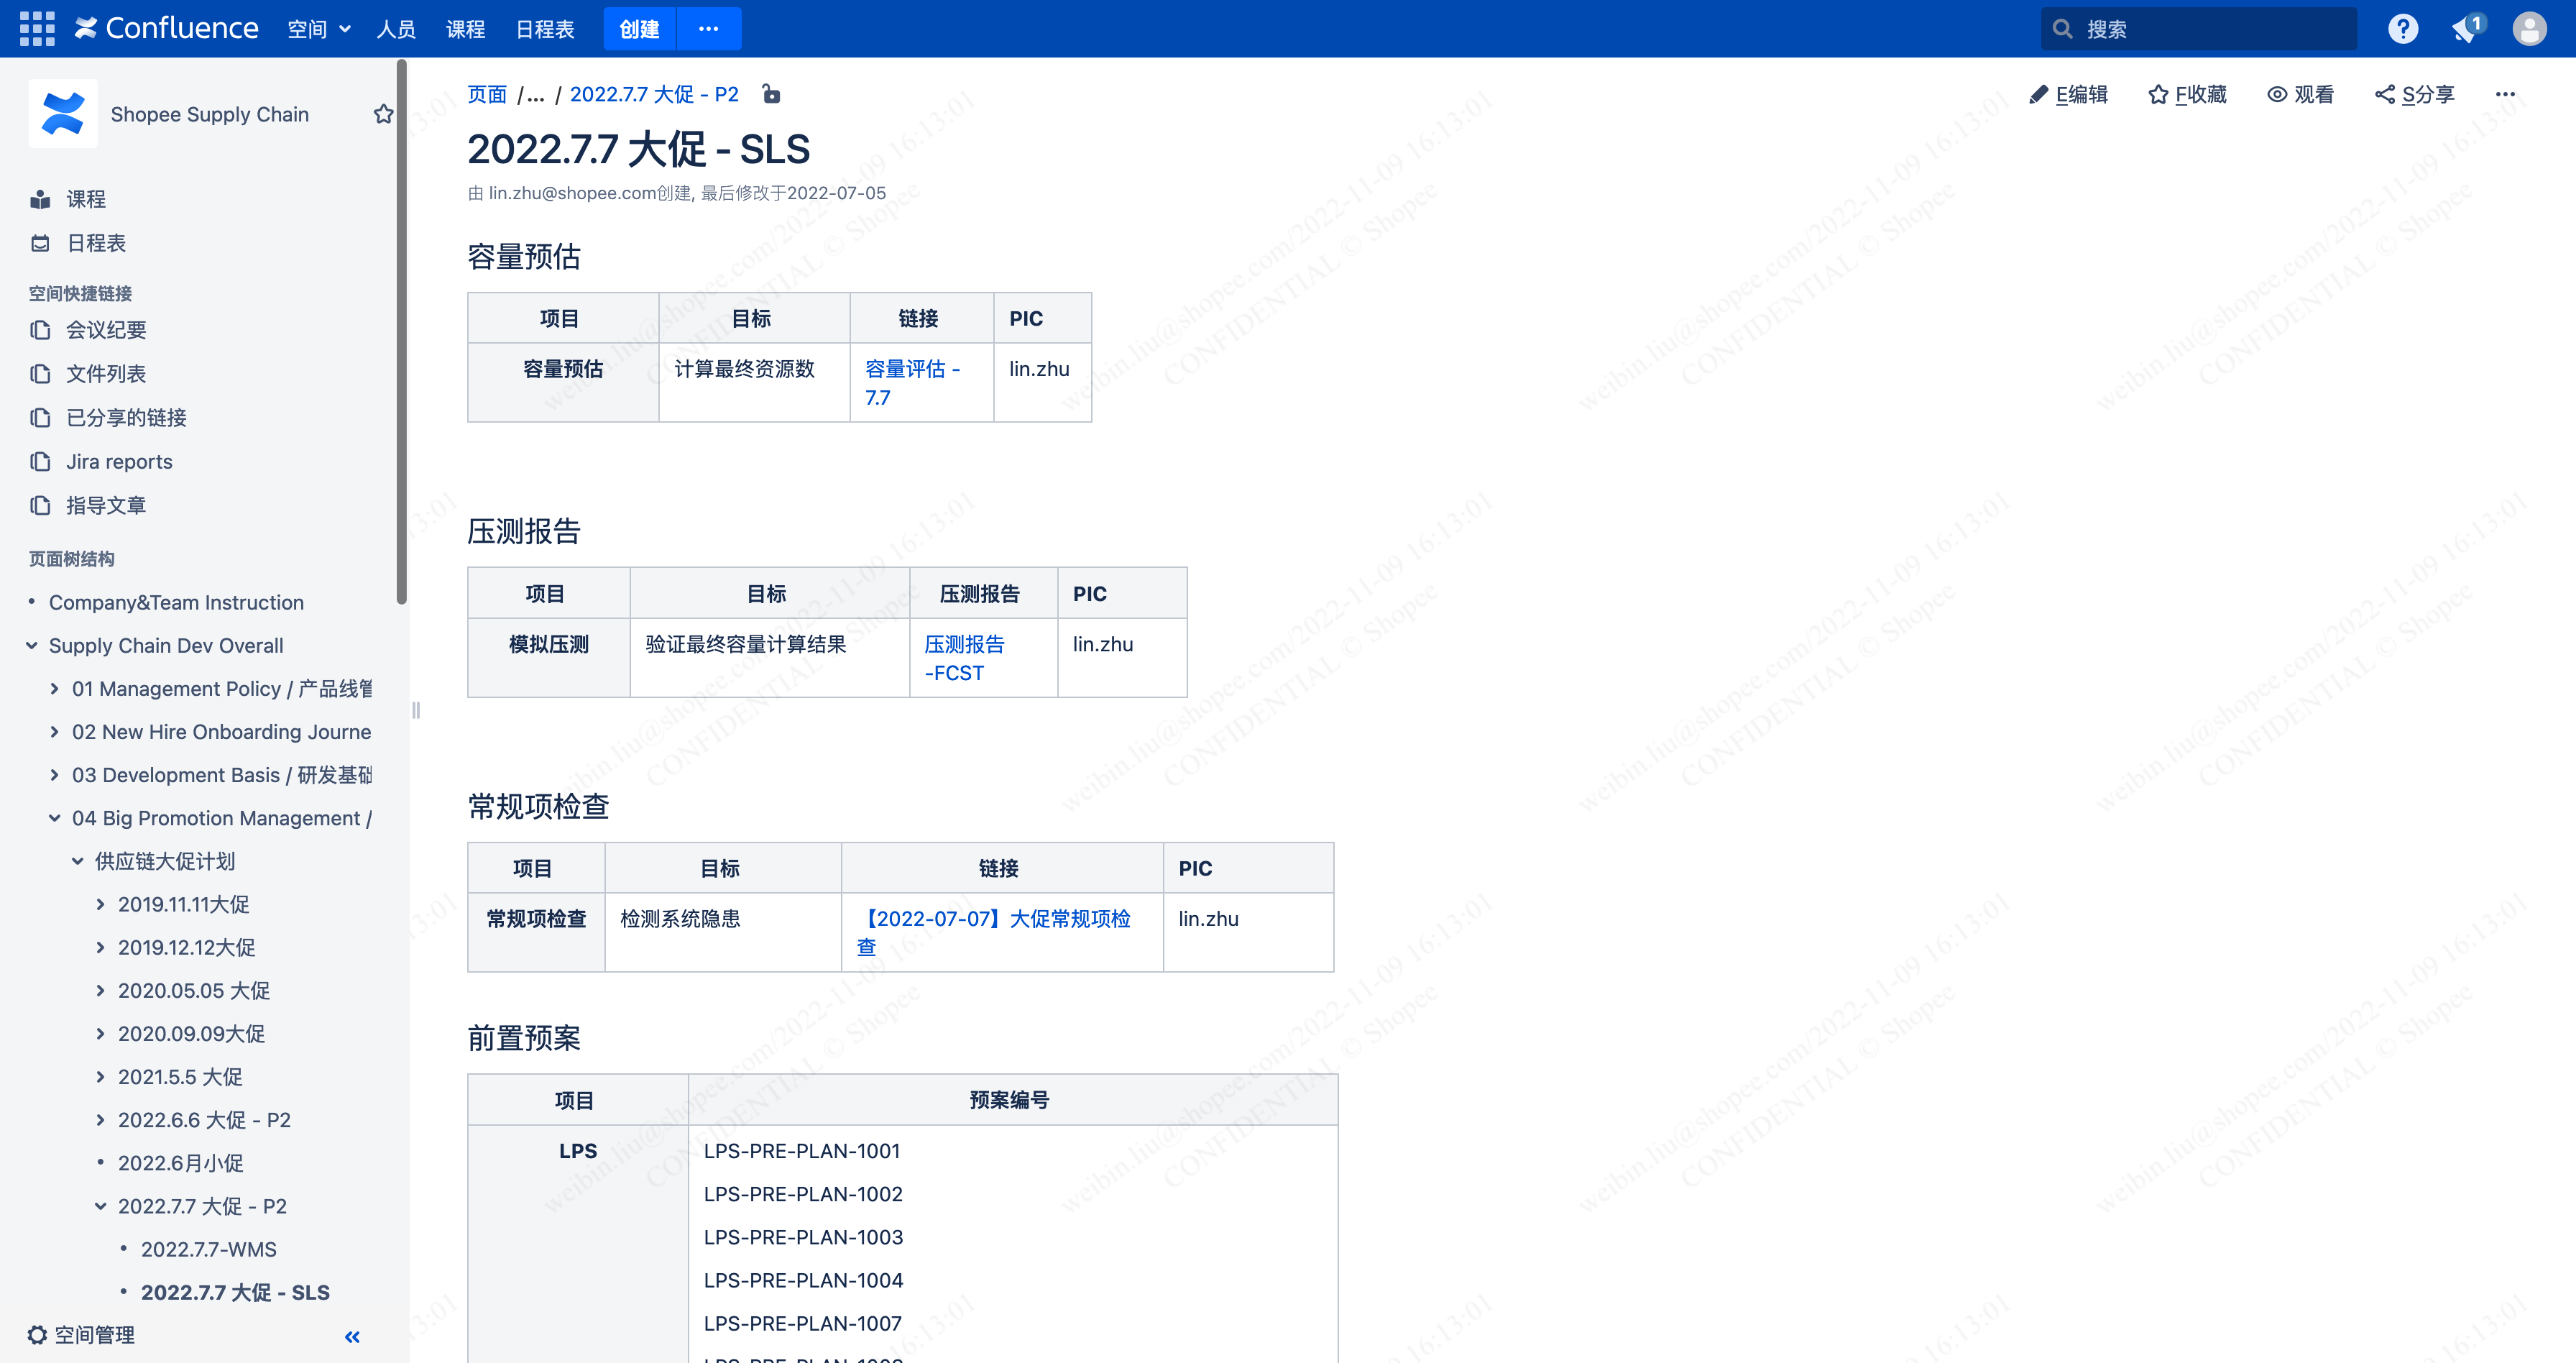 Confluence 空间 人员 课程 日程表 创建 ··· 搜索 1
Shopee Supply Chain
课程
日程表
空间快捷链接
会议纪要
文件列表
已分享的链接
Jira reports
指导文章
页面树结构
Company&Team Instruction
Supply Chain Dev Overall
01 Management Policy / 产品线管
02 New Hire Onboarding Journe
03 Development Basis / 研发基础
04 Big Promotion Management /
供应链大促计划
2019.11.11大促
2019.12.12大促
2020.05.05 大促
2020.09.09大促
2021.5.5 大促
2022.6.6 大促 - P2
2022.6月小促
2022.7.7 大促 - P2
2022.7.7-WMS
2022.7.7 大促 - SLS
空间管理
页面 /... / 2022.7.7 大促 - P2
E编辑 F收藏 观看 S分享 ···
2022.7.7 大促 - SLS
由 lin.zhu@shopee.com创建, 最后修改于2022-07-05
容量预估
项目 目标 链接 PIC
容量预估 计算最终资源数 容量评估 - lin.zhu
7.7
压测报告
项目 目标 压测报告 PIC
模拟压测 验证最终容量计算结果 压测报告 lin.zhu
-FCST
常规项检查
项目 目标 链接 PIC
常规项检查 检测系统隐患 【2022-07-07】大促常规项检 lin.zhu
查
前置预案
项目 预案编号
LPS LPS-PRE-PLAN-1001
LPS-PRE-PLAN-1002
LPS-PRE-PLAN-1003
LPS-PRE-PLAN-1004
LPS-PRE-PLAN-1007
weibin.liu@shopee.com/2022-11-09 16:13:01
CONFIDENTIAL © Shopee